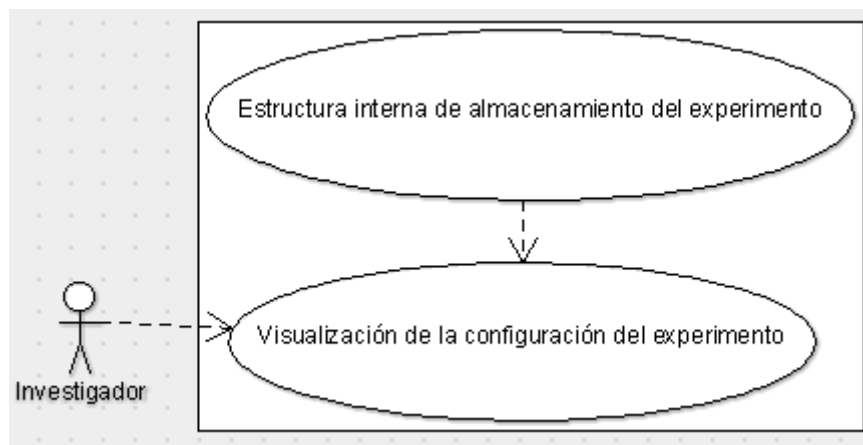 Estructura interna de almacenamiento del experimento
Visualización de la configuración del experimento
Investigador